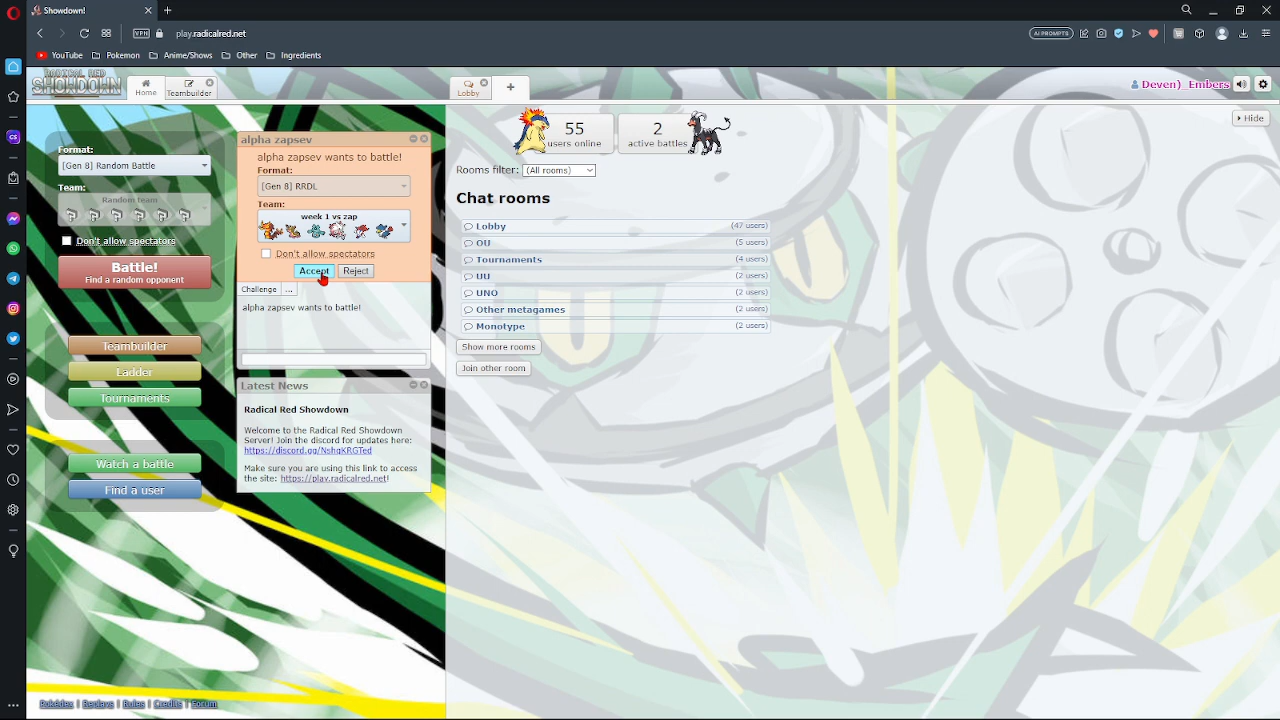 Showdown!
VPN
play.radicalred.net
AI PROMPTS
YouTube
Pokemon
Anime/Shows
Other
Ingredients
RADICAL RED
SHOWDOWN
Home
Teambuilder
Lobby
+
Deven)_Embers
Format:
[Gen 8] Random Battle
Team:
Random team
Don't allow spectators
Battle!
Find a random opponent
Teambuilder
Ladder
Tournaments
Watch a battle
Find a user
alpha zapsev
alpha zapsev wants to battle!
Format:
[Gen 8] RRDL
Team:
week 1 vs zap
Don't allow spectators
Accept
Reject
Challenge
...
alpha zapsev wants to battle!
Latest News
Radical Red Showdown
Welcome to the Radical Red Showdown
Server! Join the discord for updates here:
https://discord.gg/NshqKRGTed
Make sure you are using this link to access
the site: https://play.radicalred.net!
55
users online
2
active battles
Hide
Rooms filter: (All rooms)
Chat rooms
Lobby (47 users)
OU (5 users)
Tournaments (4 users)
UU (2 users)
UNO (2 users)
Other metagames (2 users)
Monotype (2 users)
Show more rooms
Join other room
Pokédex | Replays | Rules | Credits | Forum